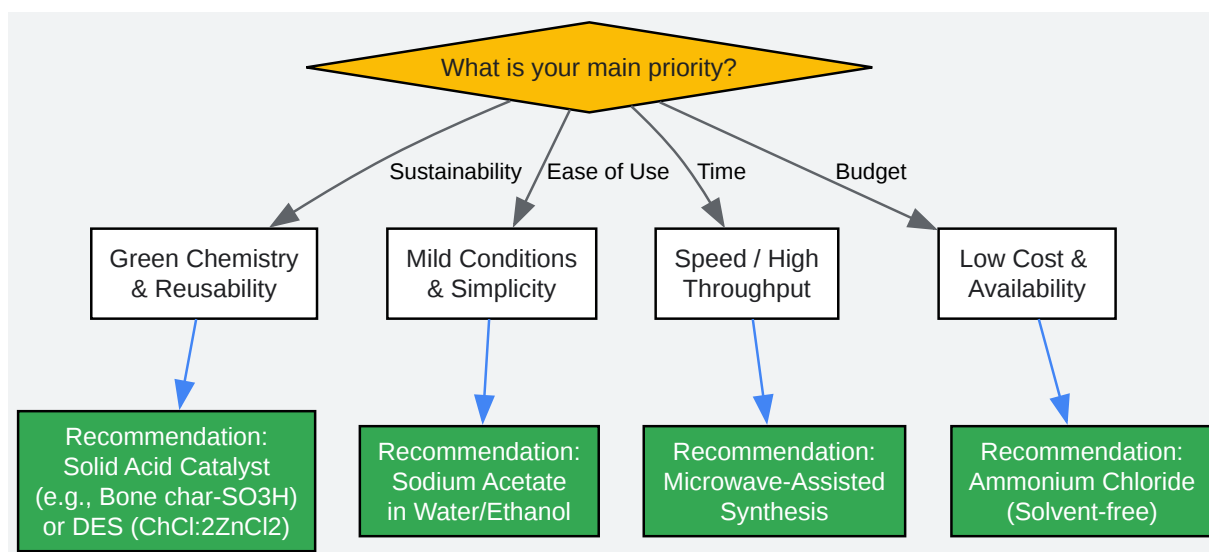 What is your main priority?
Sustainability
Ease of Use
Time
Budget
Green Chemistry
& Reusability
Mild Conditions
& Simplicity
Speed / High
Throughput
Low Cost &
Availability
Recommendation:
Solid Acid Catalyst
(e.g., Bone char-SO3H)
or DES (ChCl:2ZnCl2)
Recommendation:
Sodium Acetate
in Water/Ethanol
Recommendation:
Microwave-Assisted
Synthesis
Recommendation:
Ammonium Chloride
(Solvent-free)